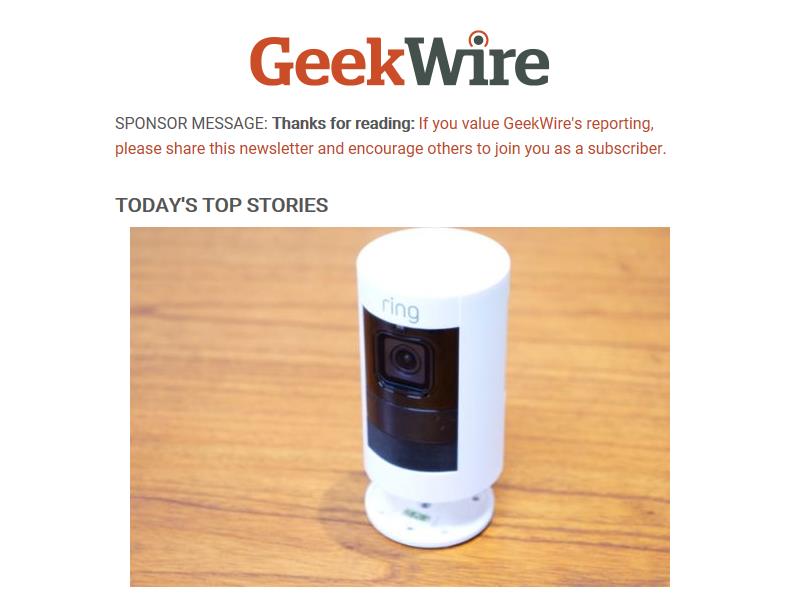 GeekWire
SPONSOR MESSAGE: Thanks for reading: If you value GeekWire's reporting,
please share this newsletter and encourage others to join you as a subscriber.
TODAY'S TOP STORIES
ring